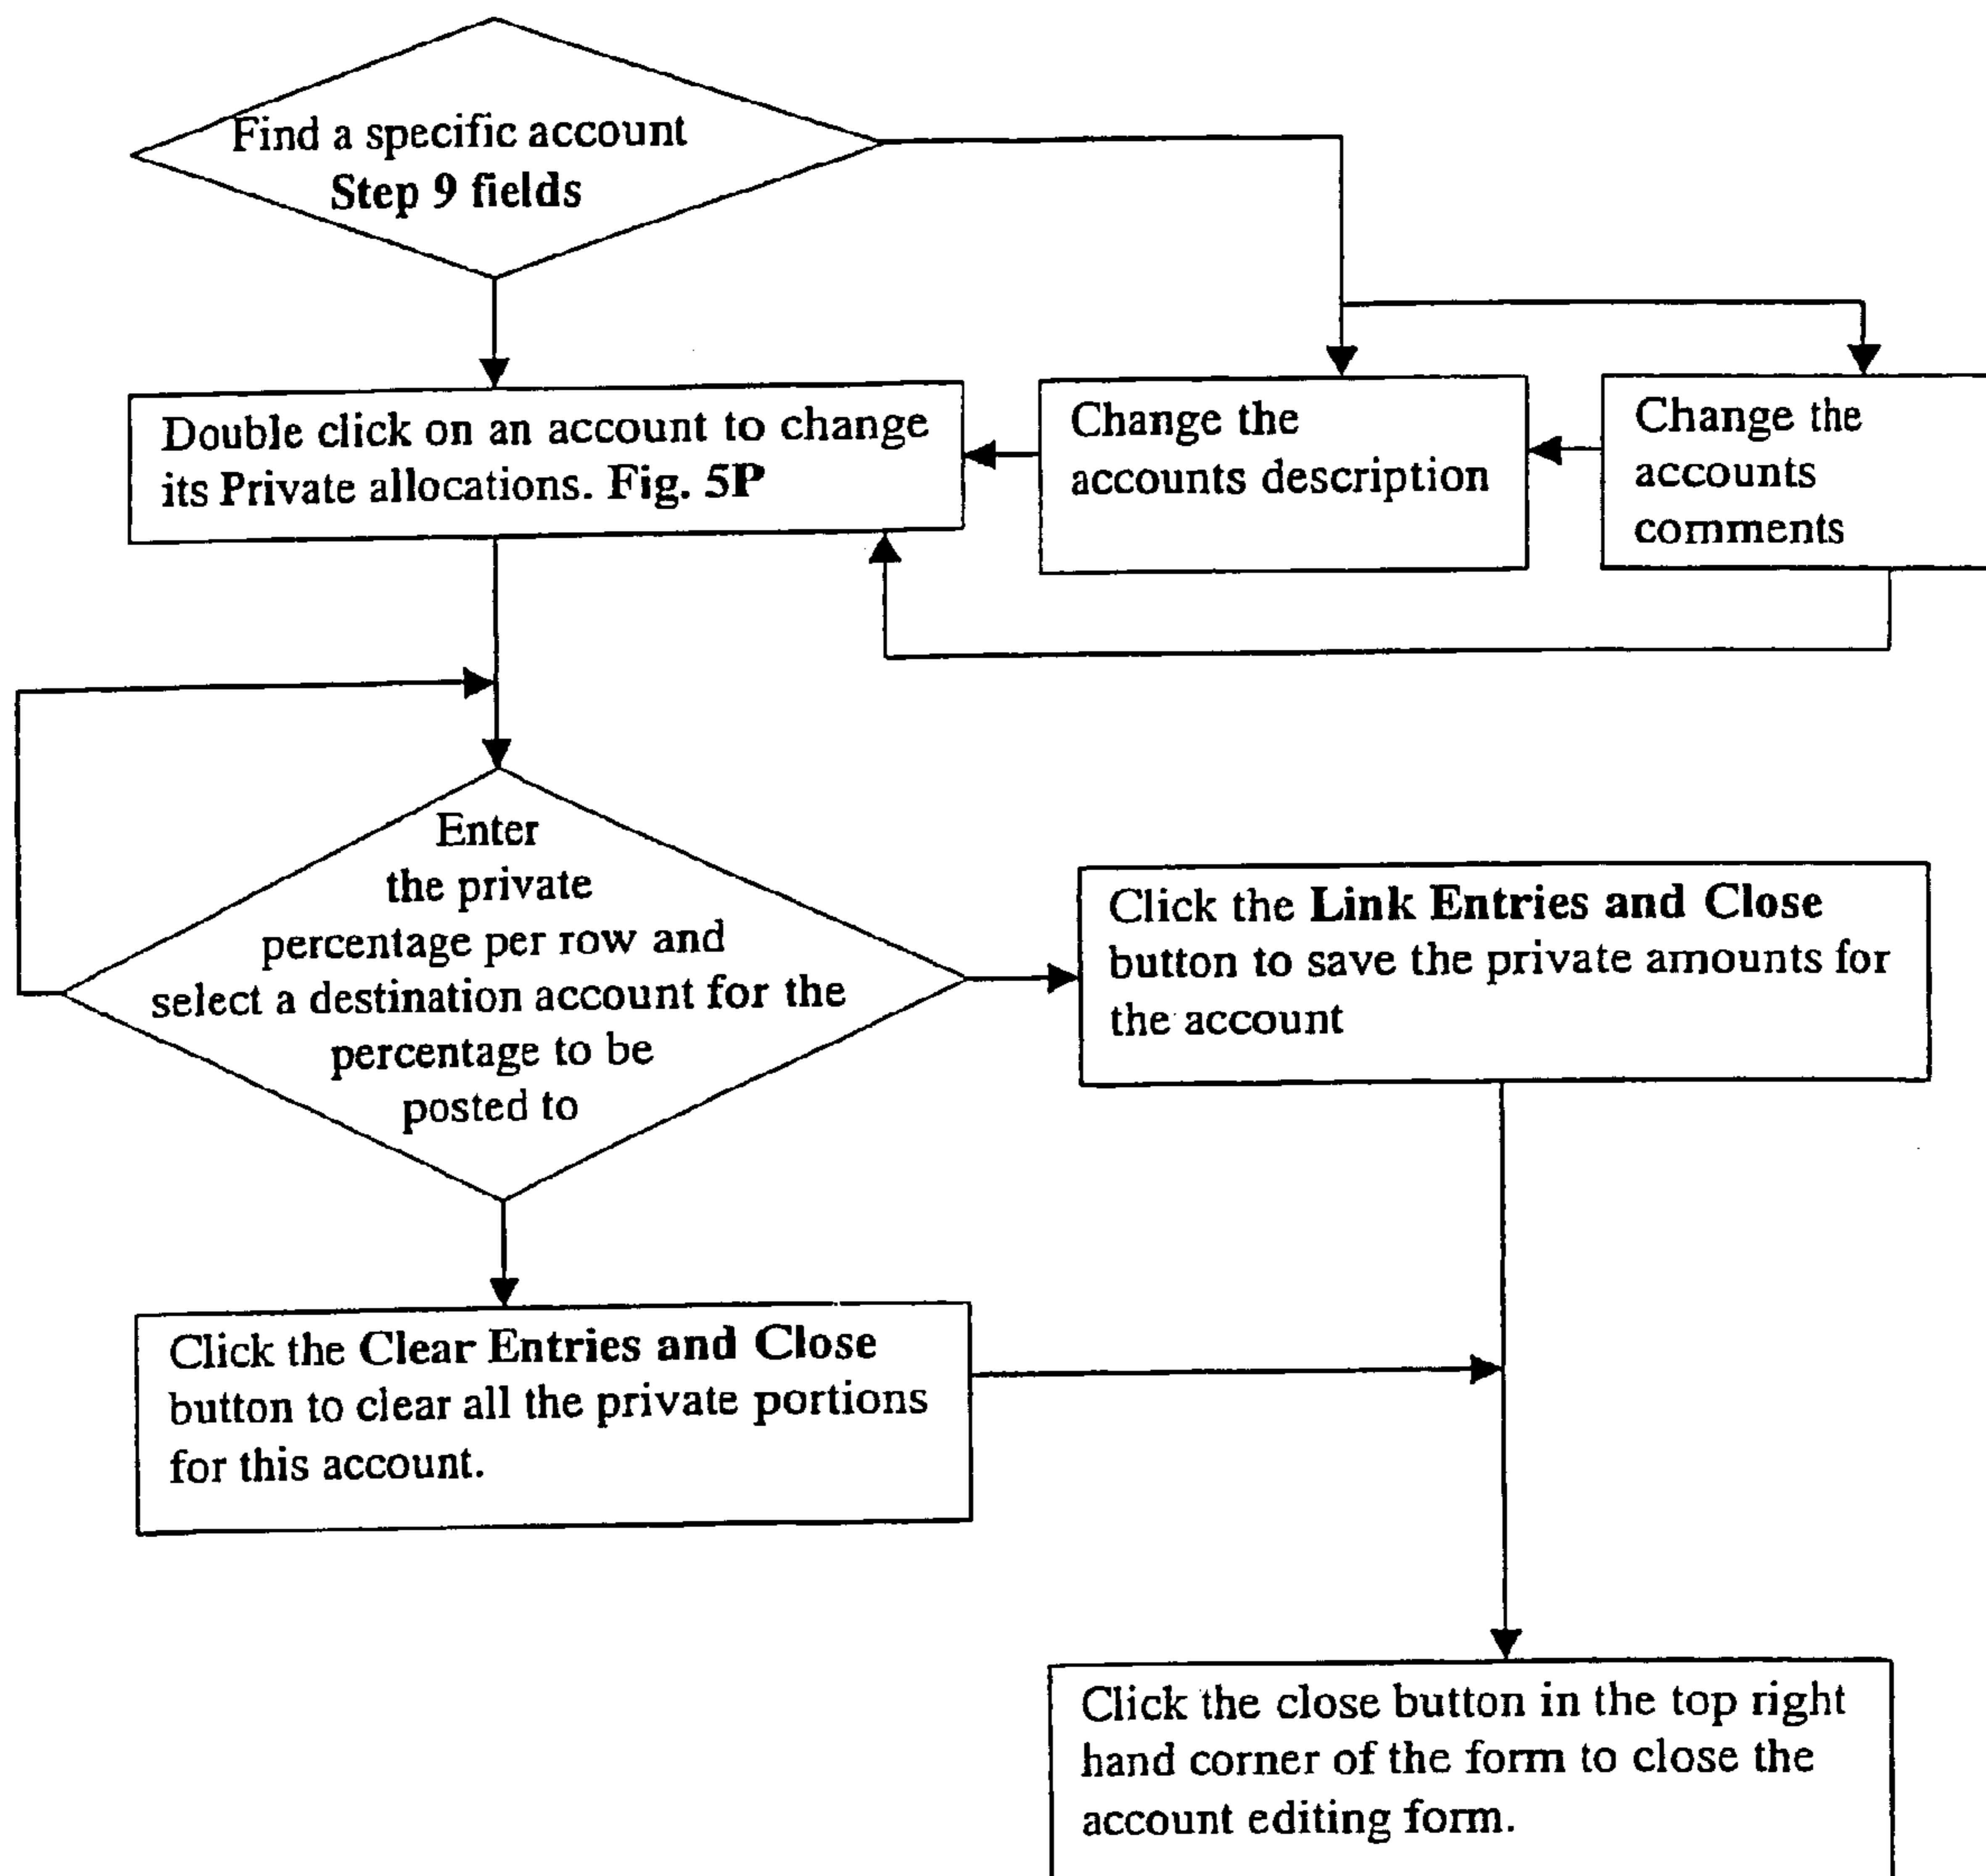 Find a specific account
Step 9 fields
Double click on an account to change
its Private allocations. Fig. 5P
Change the
accounts description
Change the
accounts
comments
Enter
the private
percentage per row and
select a destination account for the
percentage to be
posted to
Click the Link Entries and Close
button to save the private amounts for
the account
Click the Clear Entries and Close
button to clear all the private portions
for this account.
Click the close button in the top right
hand corner of the form to close the
account editing form.